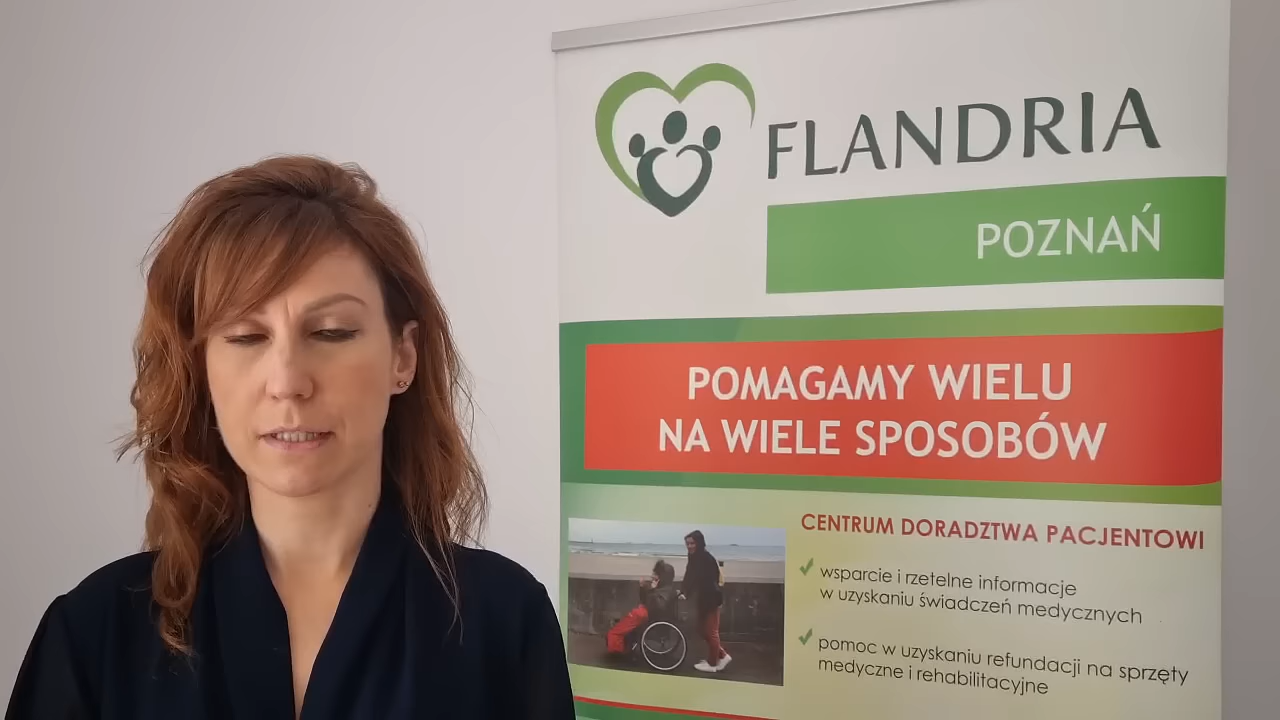 FLANDRIA
POZNAŃ
POMAGAMY WIELU
NA WIELE SPOSOBÓW
CENTRUM DORADZTWA PACJENTOWI
wsparcie i rzetelne informacje
w uzyskaniu świadczeń medycznych
pomoc w uzyskaniu refundacji na sprzęty
medyczne i rehabilitacyjne